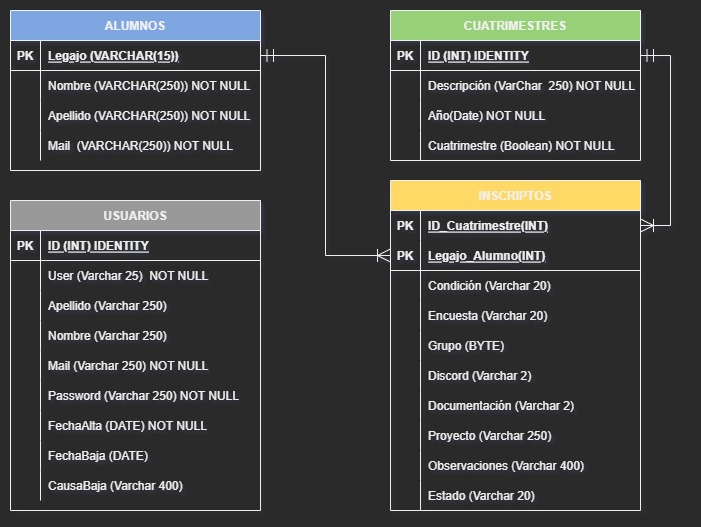 ALUMNOS
PK Legajo (VARCHAR(15))
Nombre (VARCHAR(250)) NOT NULL
Apellido (VARCHAR(250)) NOT NULL
Mail (VARCHAR(250)) NOT NULL
USUARIOS
PK ID (INT) IDENTITY
User (Varchar 25) NOT NULL
Apellido (Varchar 250)
Nombre (Varchar 250)
Mail (Varchar 250) NOT NULL
Password (Varchar 250) NOT NULL
FechaAlta (DATE) NOT NULL
FechaBaja (DATE)
CausaBaja (Varchar 400)
CUATRIMESTRES
PK ID (INT) IDENTITY
Descripción (VarChar 250) NOT NULL
Año(Date) NOT NULL
Cuatrimestre (Boolean) NOT NULL
INSCRIPTOS
PK ID_Cuatrimestre(INT)
PK Legajo_Alumno(INT)
Condición (Varchar 20)
Encuesta (Varchar 20)
Grupo (BYTE)
Discord (Varchar 2)
Documentación (Varchar 2)
Proyecto (Varchar 250)
Observaciones (Varchar 400)
Estado (Varchar 20)